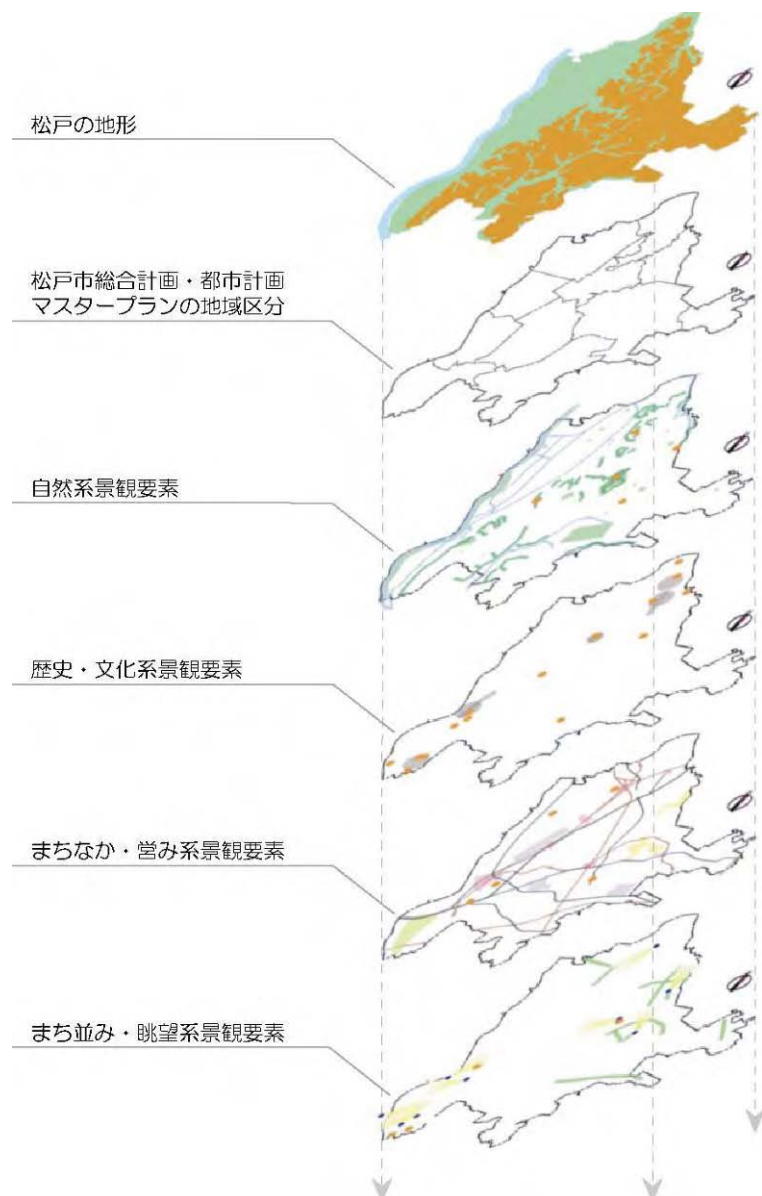 松戸の地形
松戸市総合計画・都市計画
マスタープランの地域区分
自然系景観要素
歴史・文化系景観要素
まちなか・営み系景観要素
まち並み・眺望系景観要素